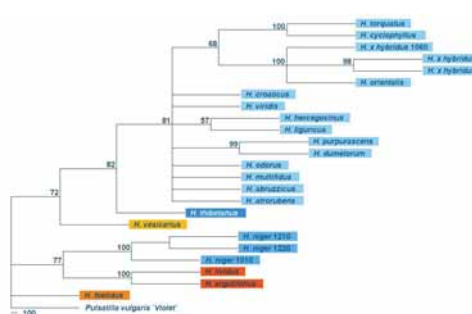 H. torquatus
100
H. cyclophyllus
68
H. x hybridus 1060
98
H. x hybridus
100
H. x hybridus
H. orientalis
H. croaticus
H. viridis
81
57
H. hercegovinus
H. liguricus
99
H. purpurascens
H. dumetorum
82
H. odorus
H. multifidus
H. abruzzicus
H. atrorubens
H. thibetanus
72
H. vesicarius
H. niger 1210
100
H. niger 1220
77
H. niger 1010
H. lividus
100
H. argutifolius
H. foetidus
Pulsatilla vulgaris 'Violet'
100